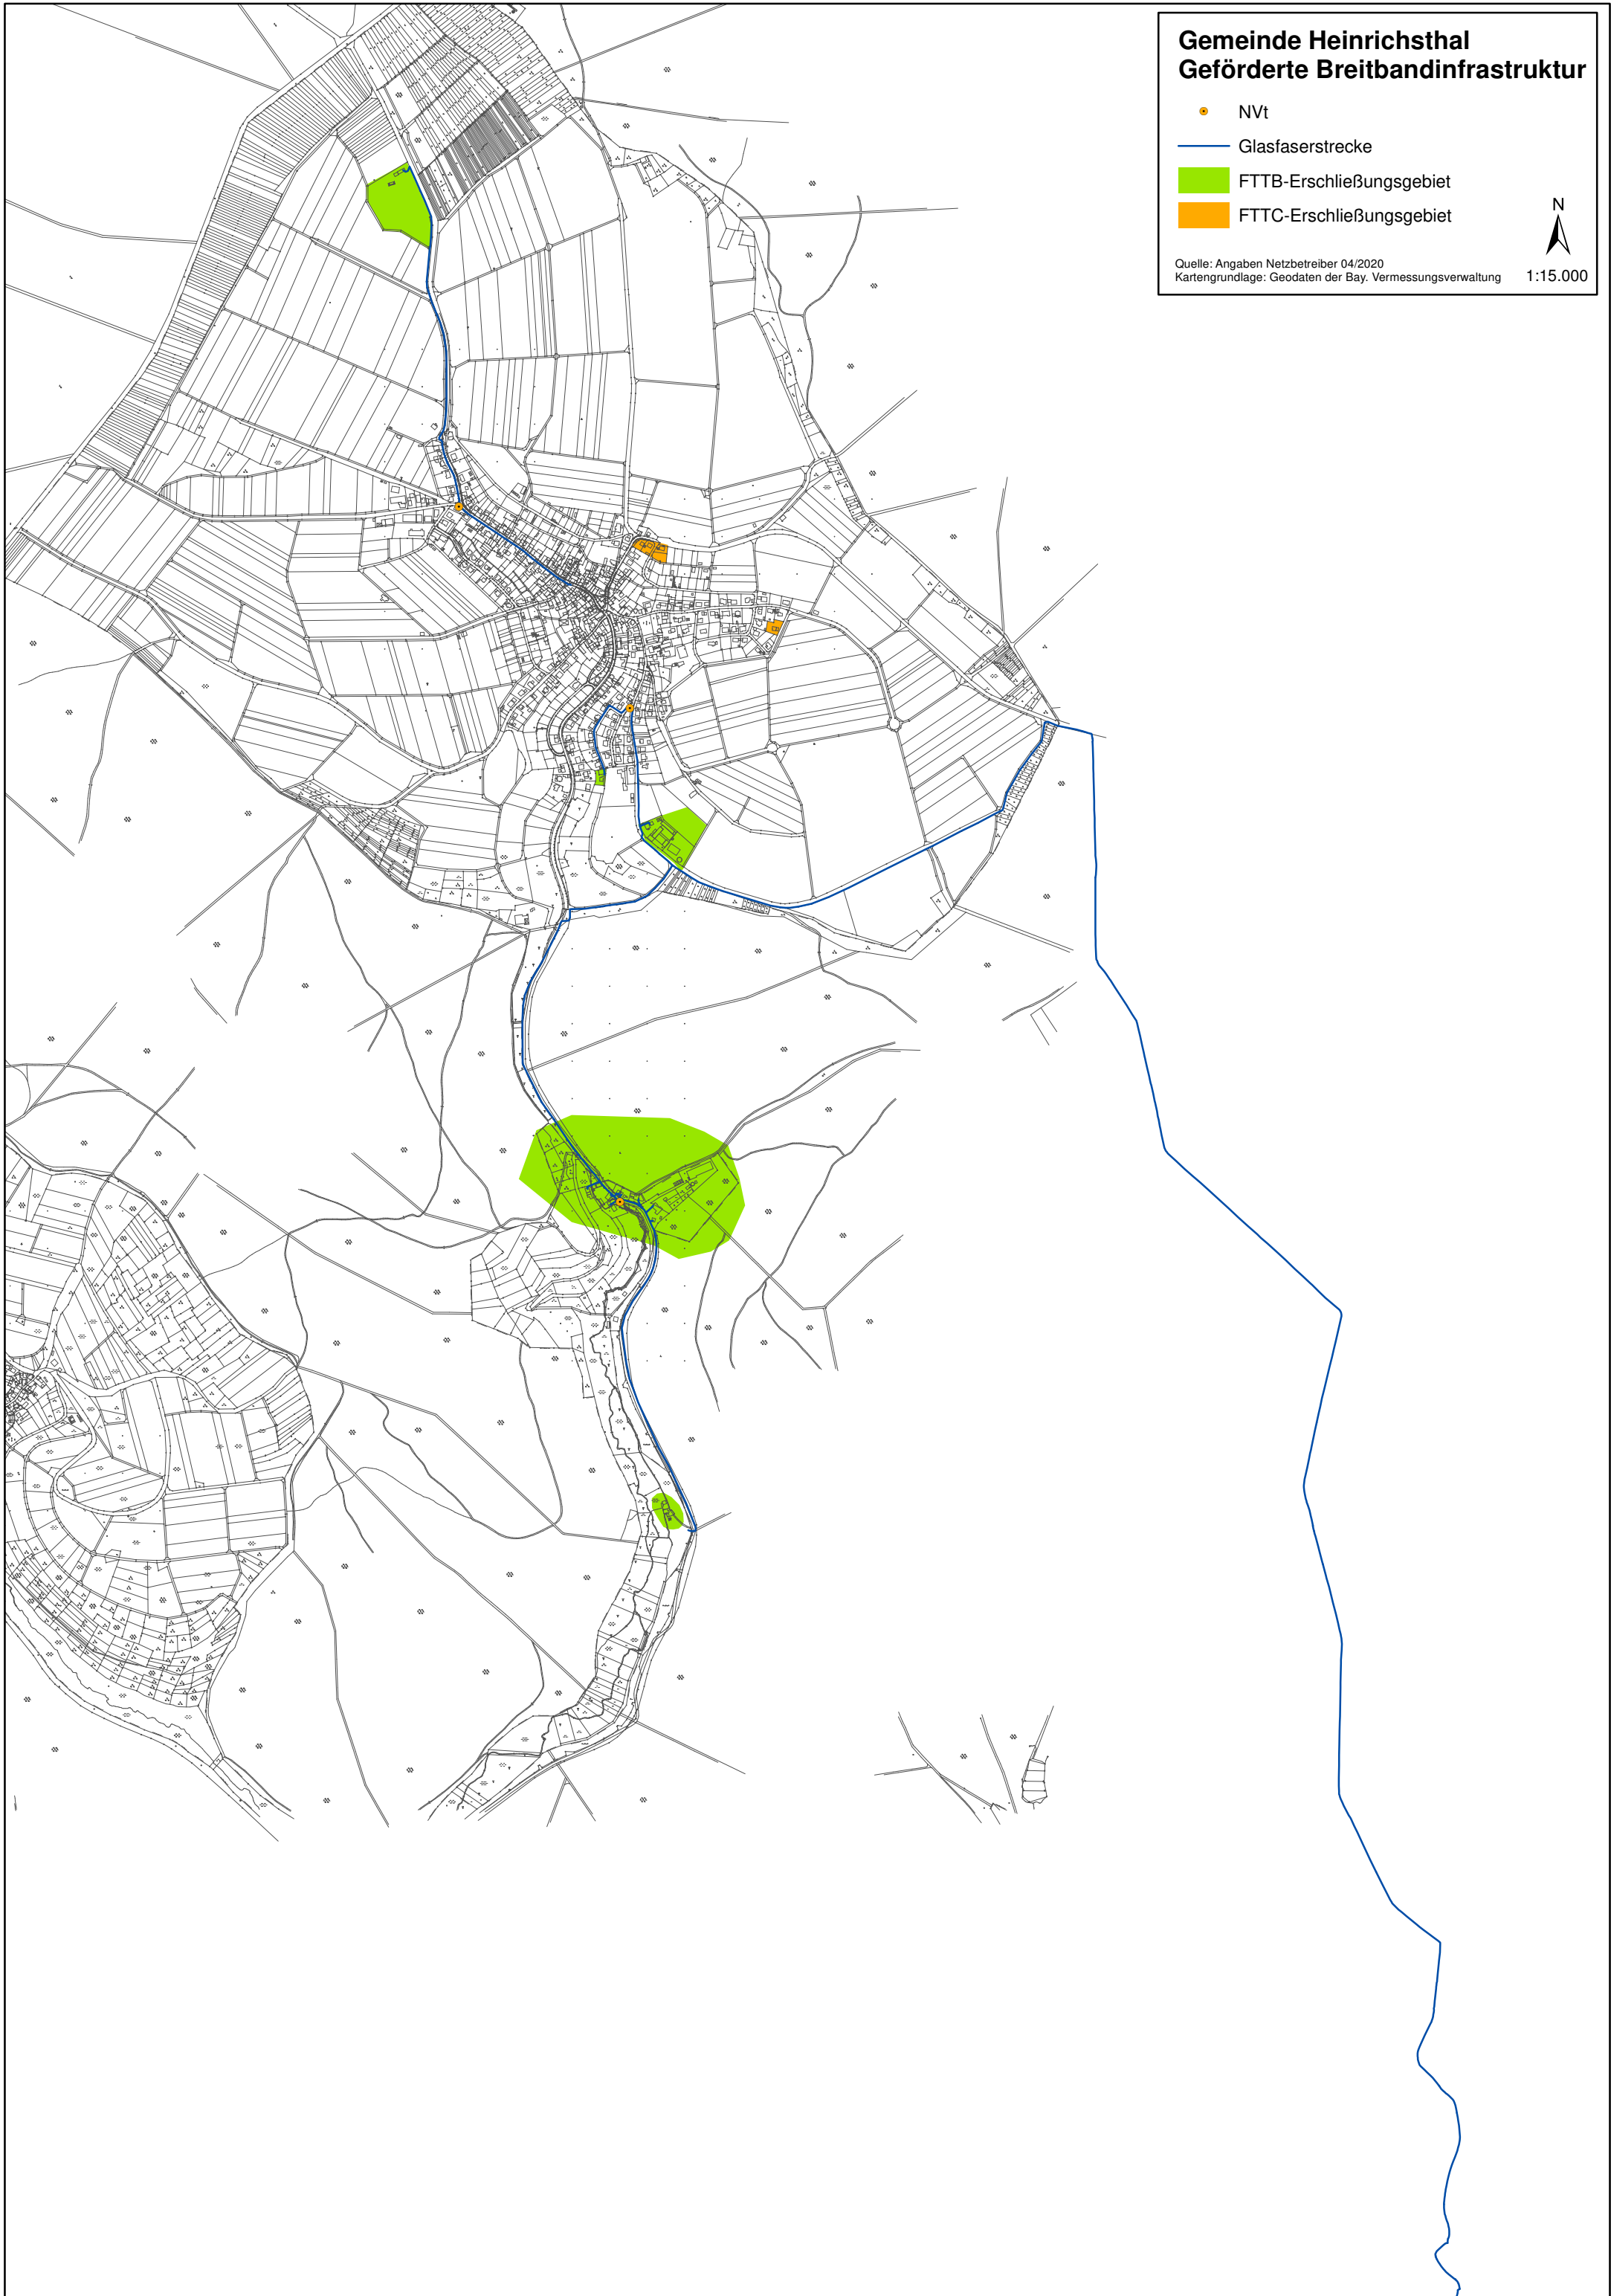 Gemeinde Heinrichsthal
Geförderte Breitbandinfrastruktur
NVt
Glasfaserstrecke
FTTB-Erschließungsgebiet
FTTC-Erschließungsgebiet
N
Quelle: Angaben Netzbetreiber 04/2020
Kartengrundlage: Geodaten der Bay. Vermessungsverwaltung
1:15.000